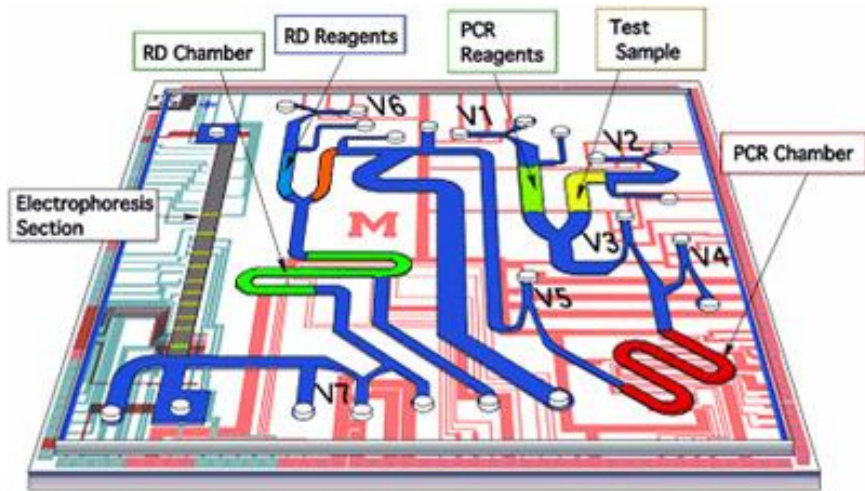 RD Chamber
RD Reagents
PCR
Reagents
Test
Sample
V6
V1
V2
PCR Chamber
Electrophoresis
Section
M
V3
V4
V5
V7